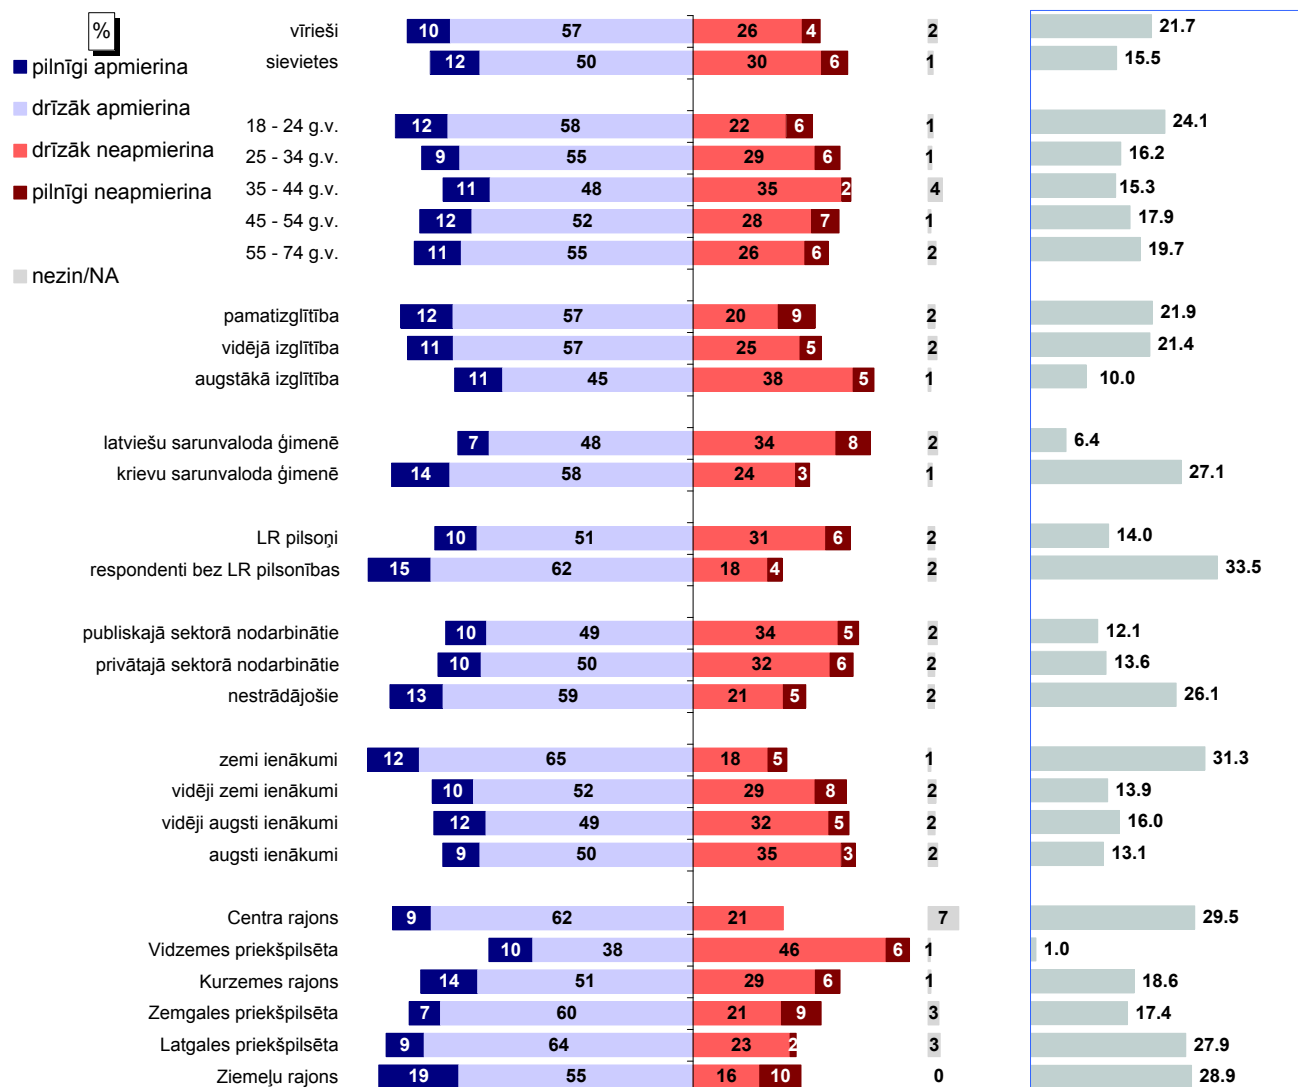 %
pilnīgi apmierina
drīzāk apmierina
drīzāk neapmierina
pilnīgi neapmierina
nezin/NA
vīrieši 10 57 26 4 2 21.7
sievietes 12 50 30 6 1 15.5
18 - 24 g.v. 12 58 22 6 1 24.1
25 - 34 g.v. 9 55 29 6 1 16.2
35 - 44 g.v. 11 48 35 2 4 15.3
45 - 54 g.v. 12 52 28 7 1 17.9
55 - 74 g.v. 11 55 26 6 2 19.7
pamatizglītība 12 57 20 9 2 21.9
vidējā izglītība 11 57 25 5 2 21.4
augstākā izglītība 11 45 38 5 1 10.0
latviešu sarunvaloda ģimenē 7 48 34 8 2 6.4
krievu sarunvaloda ģimenē 14 58 24 3 1 27.1
LR pilsoņi 10 51 31 6 2 14.0
respondenti bez LR pilsonības 15 62 18 4 2 33.5
publiskajā sektorā nodarbinātie 10 49 34 5 2 12.1
privātajā sektorā nodarbinātie 10 50 32 6 2 13.6
nestrādājošie 13 59 21 5 2 26.1
zemi ienākumi 12 65 18 5 1 31.3
vidēji zemi ienākumi 10 52 29 8 2 13.9
vidēji augsti ienākumi 12 49 32 5 2 16.0
augsti ienākumi 9 50 35 3 2 13.1
Centra rajons 9 62 21 7 29.5
Vidzemes priekšpilsēta 10 38 46 6 1 1.0
Kurzemes rajons 14 51 29 6 1 18.6
Zemgales priekšpilsēta 7 60 21 9 3 17.4
Latgales priekšpilsēta 9 64 23 2 3 27.9
Ziemeļu rajons 19 55 16 10 0 28.9